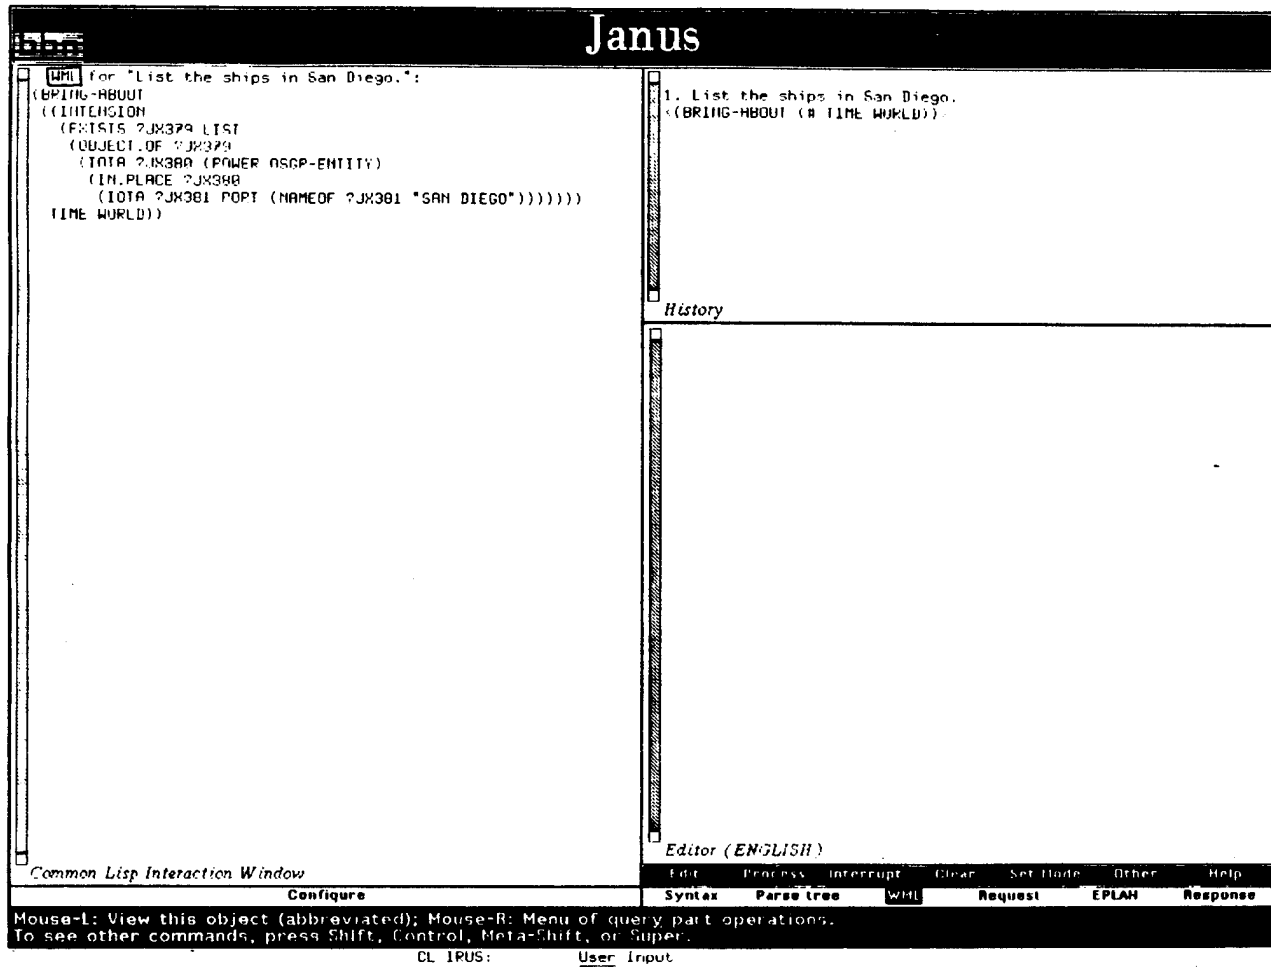 bbn
Janus
WML for "List the ships in San Diego.":
(BRING-ABOUT
((INTENSION
(EXISTS ?JX379 LIST
(OBJECT.OF ?JX379
(IOTA ?JX380 (POWER OSGP-ENTITY)
(IN.PLACE ?JX380
(IOTA ?JX381 PORT (NAMEOF ?JX381 "SAN DIEGO")))))))
TIME WORLD))
Common Lisp Interaction Window
Configure
1. List the ships in San Diego.
((BRING-ABOUT (# TIME WORLD))
History
Editor (ENGLISH)
Edit Process Interrupt Clear Set Mode Other Help
Syntax Parse tree WML Request EPLAH Response
Mouse-L: View this object (abbreviated); Mouse-R: Menu of query part operations.
To see other commands, press Shift, Control, Meta-Shift, or Super.
CL IRUS: User Input